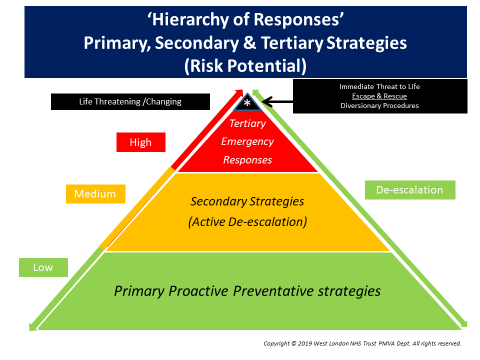 ‘Hierarchy of Responses’
Primary, Secondary & Tertiary Strategies
(Risk Potential)
Life Threatening /Changing
Immediate Threat to Life
Escape & Rescue
Diversionary Procedures
*
Tertiary
Emergency
Responses
High
Medium
Secondary Strategies
(Active De-escalation)
De-escalation
Low
Primary Proactive Preventative strategies
Copyright © 2019 West London NHS Trust PMVA Dept. All rights reserved.